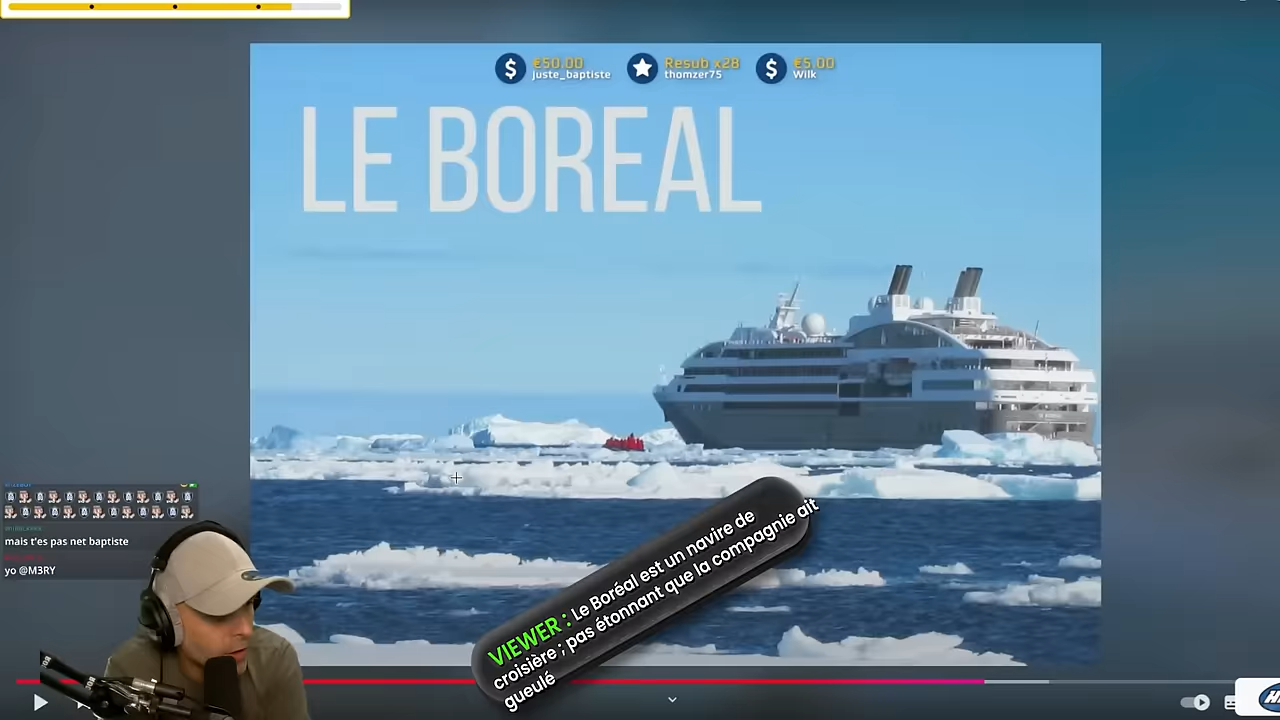 €50.00
juste_baptiste
Resub x28
thomzer75
€5.00
Wilk
LE BOREAL
mais t'es pas net baptiste
yo @M3RY
VIEWER : Le Boréal est un navire de
croisière ; pas étonnant que la compagnie ait
gueulé